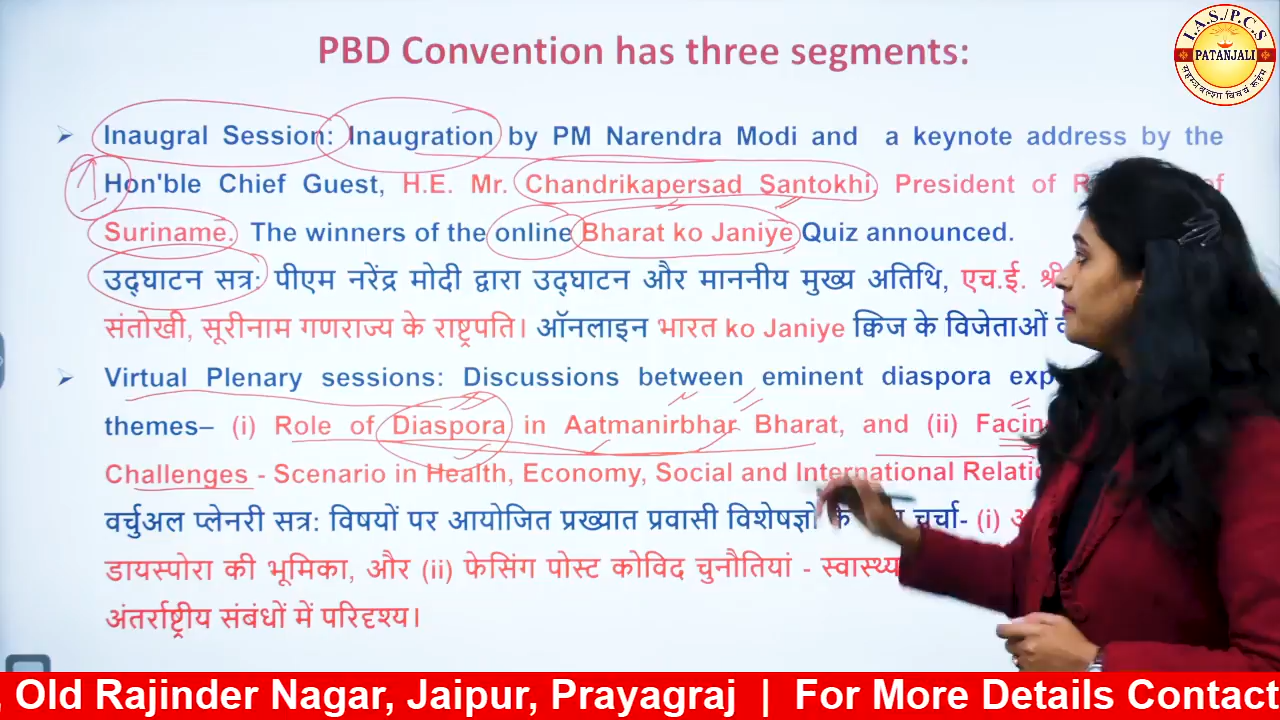 PBD Convention has three segments:
I.A.S./P.C.S
PATANJALI
Inaugral Session: Inaugration by PM Narendra Modi and a keynote address by the
Hon'ble Chief Guest, H.E. Mr. Chandrikapersad Santokhi, President of
Suriname. The winners of the online Bharat ko Janiye Quiz announced.
उद्घाटन सत्र: पीएम नरेंद्र मोदी द्वारा उद्घाटन और माननीय मुख्य अतिथि, एच.ई. श्री
संतोखी, सूरीनाम गणराज्य के राष्ट्रपति। ऑनलाइन भारत ko Janiye क्विज के विजेताओं
Virtual Plenary sessions: Discussions between eminent diaspora
themes– (i) Role of Diaspora in Aatmanirbhar Bharat, and (ii)
Challenges - Scenario in Health, Economy, Social and International
वर्चुअल प्लेनरी सत्र: विषयों पर आयोजित प्रख्यात प्रवासी विशेषज्ञों के चर्चा- (i)
डायस्पोरा की भूमिका, और (ii) फेसिंग पोस्ट कोविद चुनौतियां - स्वास्थ्य
अंतर्राष्ट्रीय संबंधों में परिदृश्य।
, Old Rajinder Nagar, Jaipur, Prayagraj | For More Details Contact